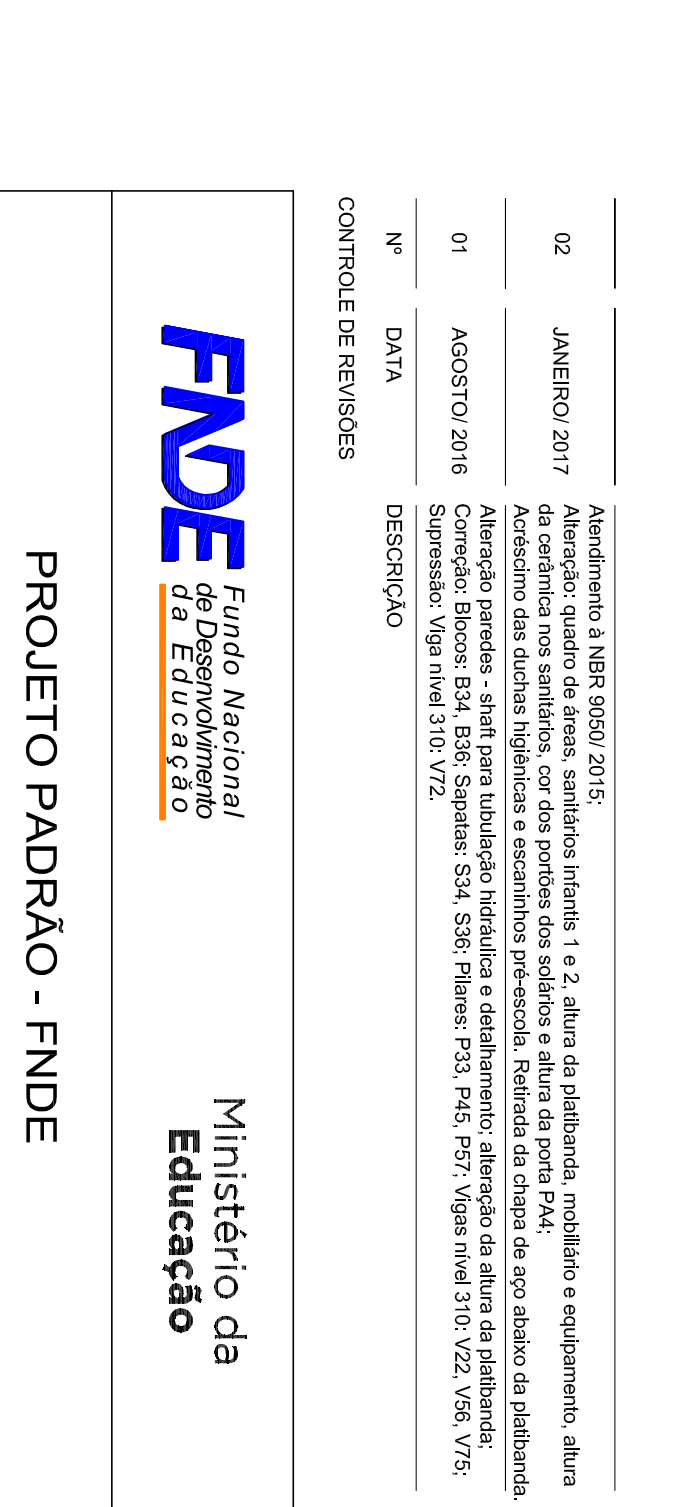 Atendimento à NBR 9050/ 2015;
02 JANEIRO/ 2017 Alteração: quadro de áreas, sanitários infantis 1 e 2, altura da platibanda, mobiliário e equipamento, altura
da cerâmica nos sanitários, cor dos portões dos solários e altura da porta PA4;
Acréscimo das duchas higiênicas e escaninhos pré-escola. Retirada da chapa de aço abaixo da platibanda.
Alteração paredes - shaft para tubulação hidráulica e detalhamento; alteração da altura da platibanda;
01 AGOSTO/ 2016 Correção: Blocos: B34, B36; Sapatas: S34, S36; Pilares: P33, P45, P57; Vigas nível 310: V22, V56, V75;
Supressão: Viga nível 310: V72.
Nº DATA DESCRIÇÃO
CONTROLE DE REVISÕES
FNDE
Fundo Nacional
de Desenvolvimento
da Educação
Ministério da
Educação
PROJETO PADRÃO - FNDE